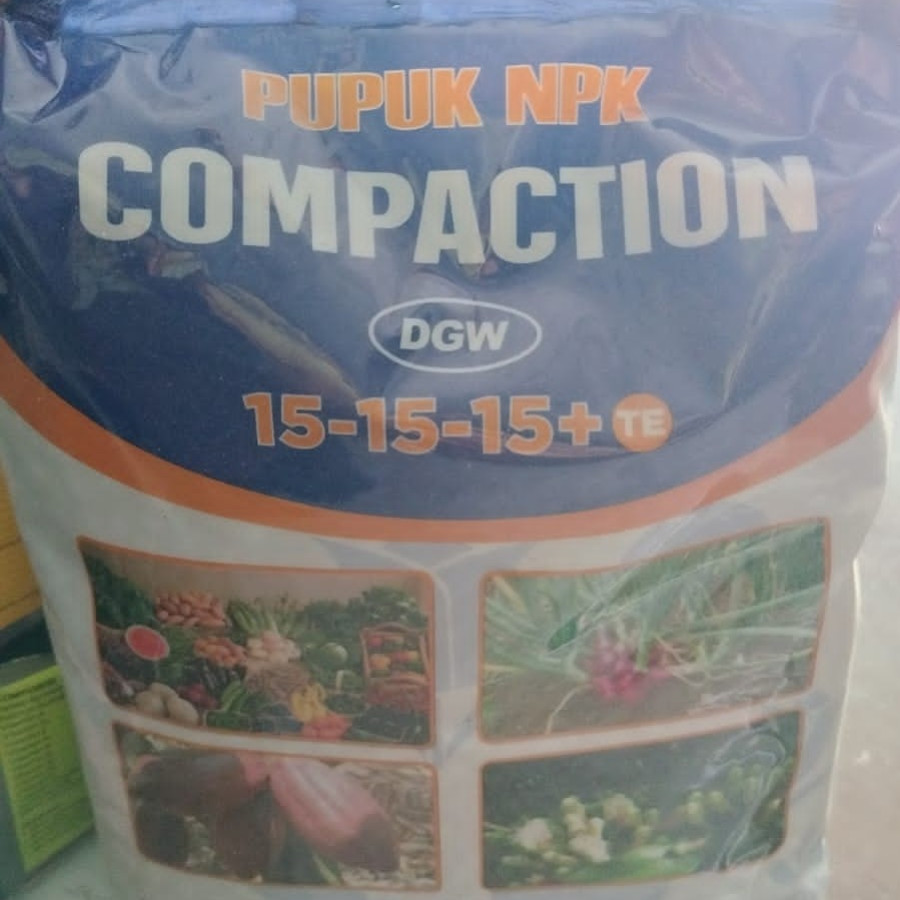 PUPUK NPK
COMPACTION
DGW
15-15-15+ TE